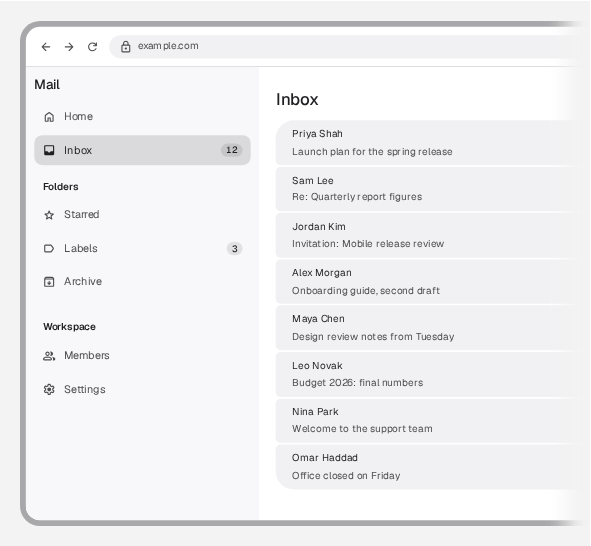 example.com
Mail
Home
Inbox 12
Folders
Starred
Labels 3
Archive
Workspace
Members
Settings
Inbox
Priya Shah
Launch plan for the spring release
Sam Lee
Re: Quarterly report figures
Jordan Kim
Invitation: Mobile release review
Alex Morgan
Onboarding guide, second draft
Maya Chen
Design review notes from Tuesday
Leo Novak
Budget 2026: final numbers
Nina Park
Welcome to the support team
Omar Haddad
Office closed on Friday